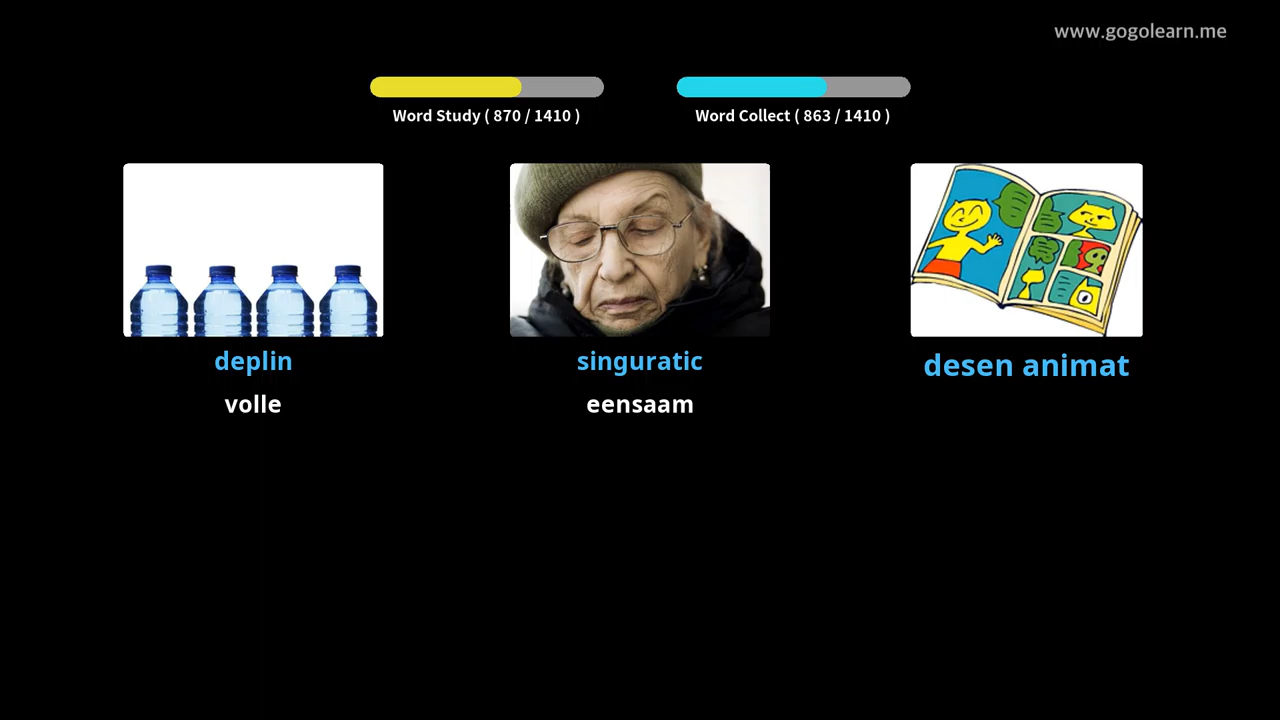 www.gogolearn.me
Word Study ( 870 / 1410 )
Word Collect ( 863 / 1410 )
deplin
singuratic
desen animat
volle
eensaam